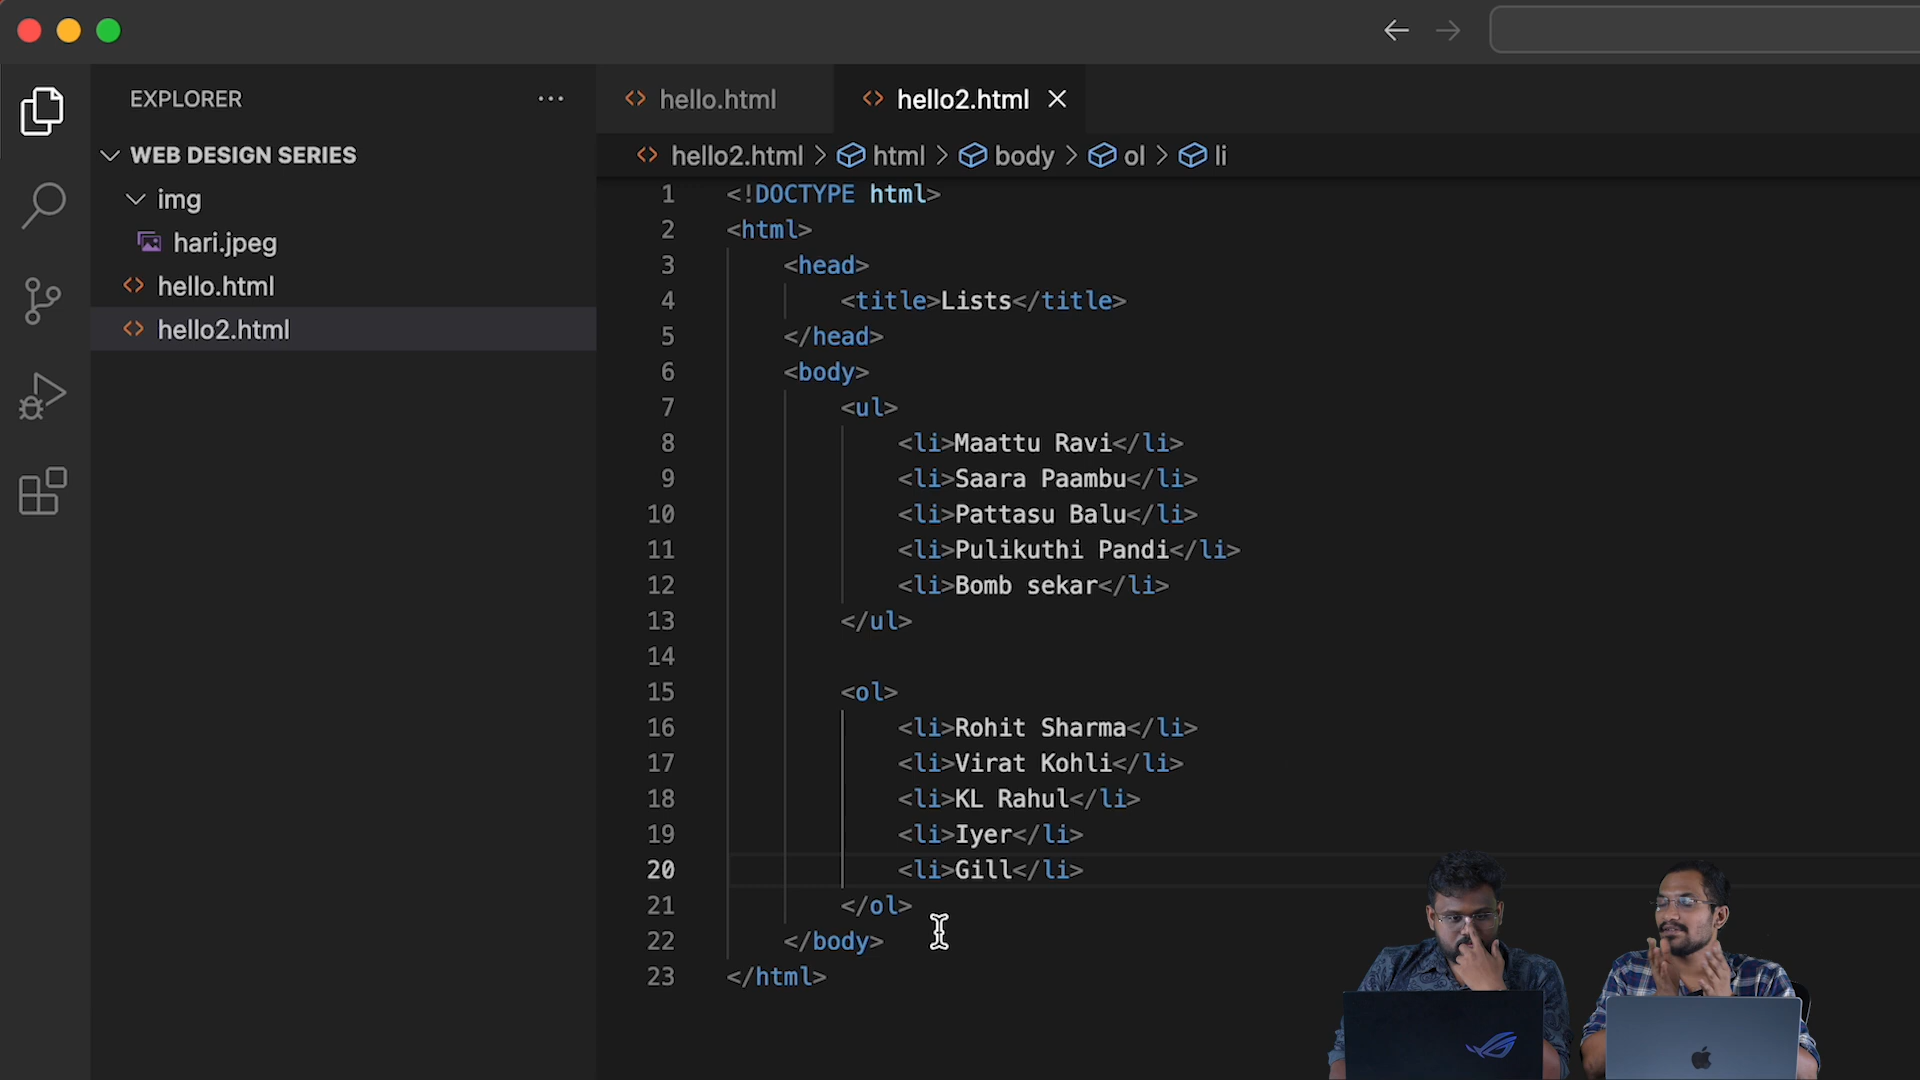 EXPLORER
WEB DESIGN SERIES
img
hari.jpeg
hello.html
hello2.html
hello.html
hello2.html
hello2.html > html > body > ol > li
1 <!DOCTYPE html>
2 <html>
3 <head>
4 <title>Lists</title>
5 </head>
6 <body>
7 <ul>
8 <li>Maattu Ravi</li>
9 <li>Saara Paambu</li>
10 <li>Pattasu Balu</li>
11 <li>Pulikuthi Pandi</li>
12 <li>Bomb sekar</li>
13 </ul>
14
15 <ol>
16 <li>Rohit Sharma</li>
17 <li>Virat Kohli</li>
18 <li>KL Rahul</li>
19 <li>Iyer</li>
20 <li>Gill</li>
21 </ol>
22 </body>
23 </html>